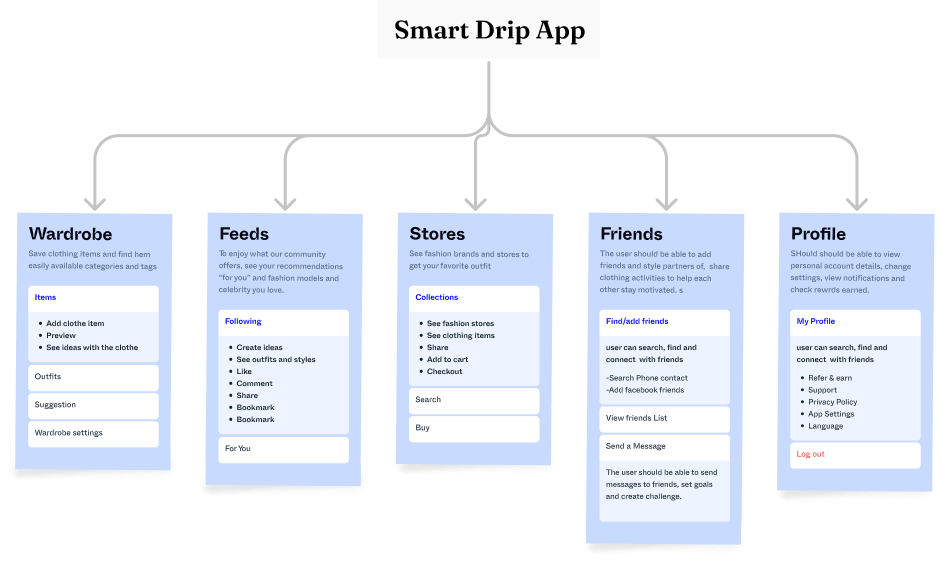 Smart Drip App
Wardrobe
Save clothing items and find hem
easily available categories and tags
Items
• Add clothe item
• Preview
• See ideas with the clothe
Outfits
Suggestion
Wardrobe settings
Feeds
To enjoy what our community
offers, see your recommendations
"for you" and fashion models and
celebrity you love.
Following
• Create ideas
• See outfits and styles
• Like
• Comment
• Share
• Bookmark
• Bookmark
For You
Stores
See fashion brands and stores to
get your favorite outfit
Collections
• See fashion stores
• See clothing items
• Share
• Add to cart
• Checkout
Search
Buy
Friends
The user should be able to add
friends and style partners of, share
clothing activities to help each
other stay motivated. s
Find/add friends
user can search, find and
connect with friends
-Search Phone contact
-Add facebook friends
View friends List
Send a Message
The user should be able to send
messages to friends, set goals
and create challenge.
Profile
SHould should be able to view
personal account details, change
settings, view notifications and
check rewrds earned.
My Profile
user can search, find and
connect with friends
• Refer & earn
• Support
• Privacy Policy
• App Settings
• Language
Log out